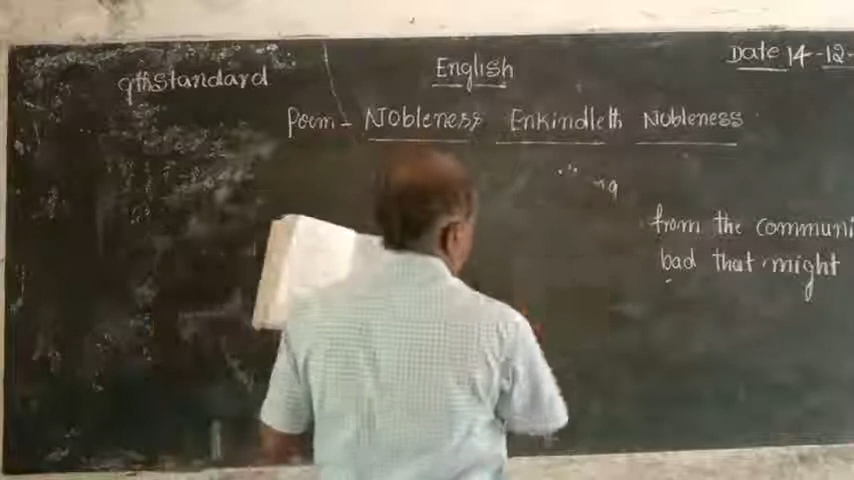 9thstandard English Date 14-12-
Poem - Nobleness Enkindleth Nobleness
from the communi
bad that might